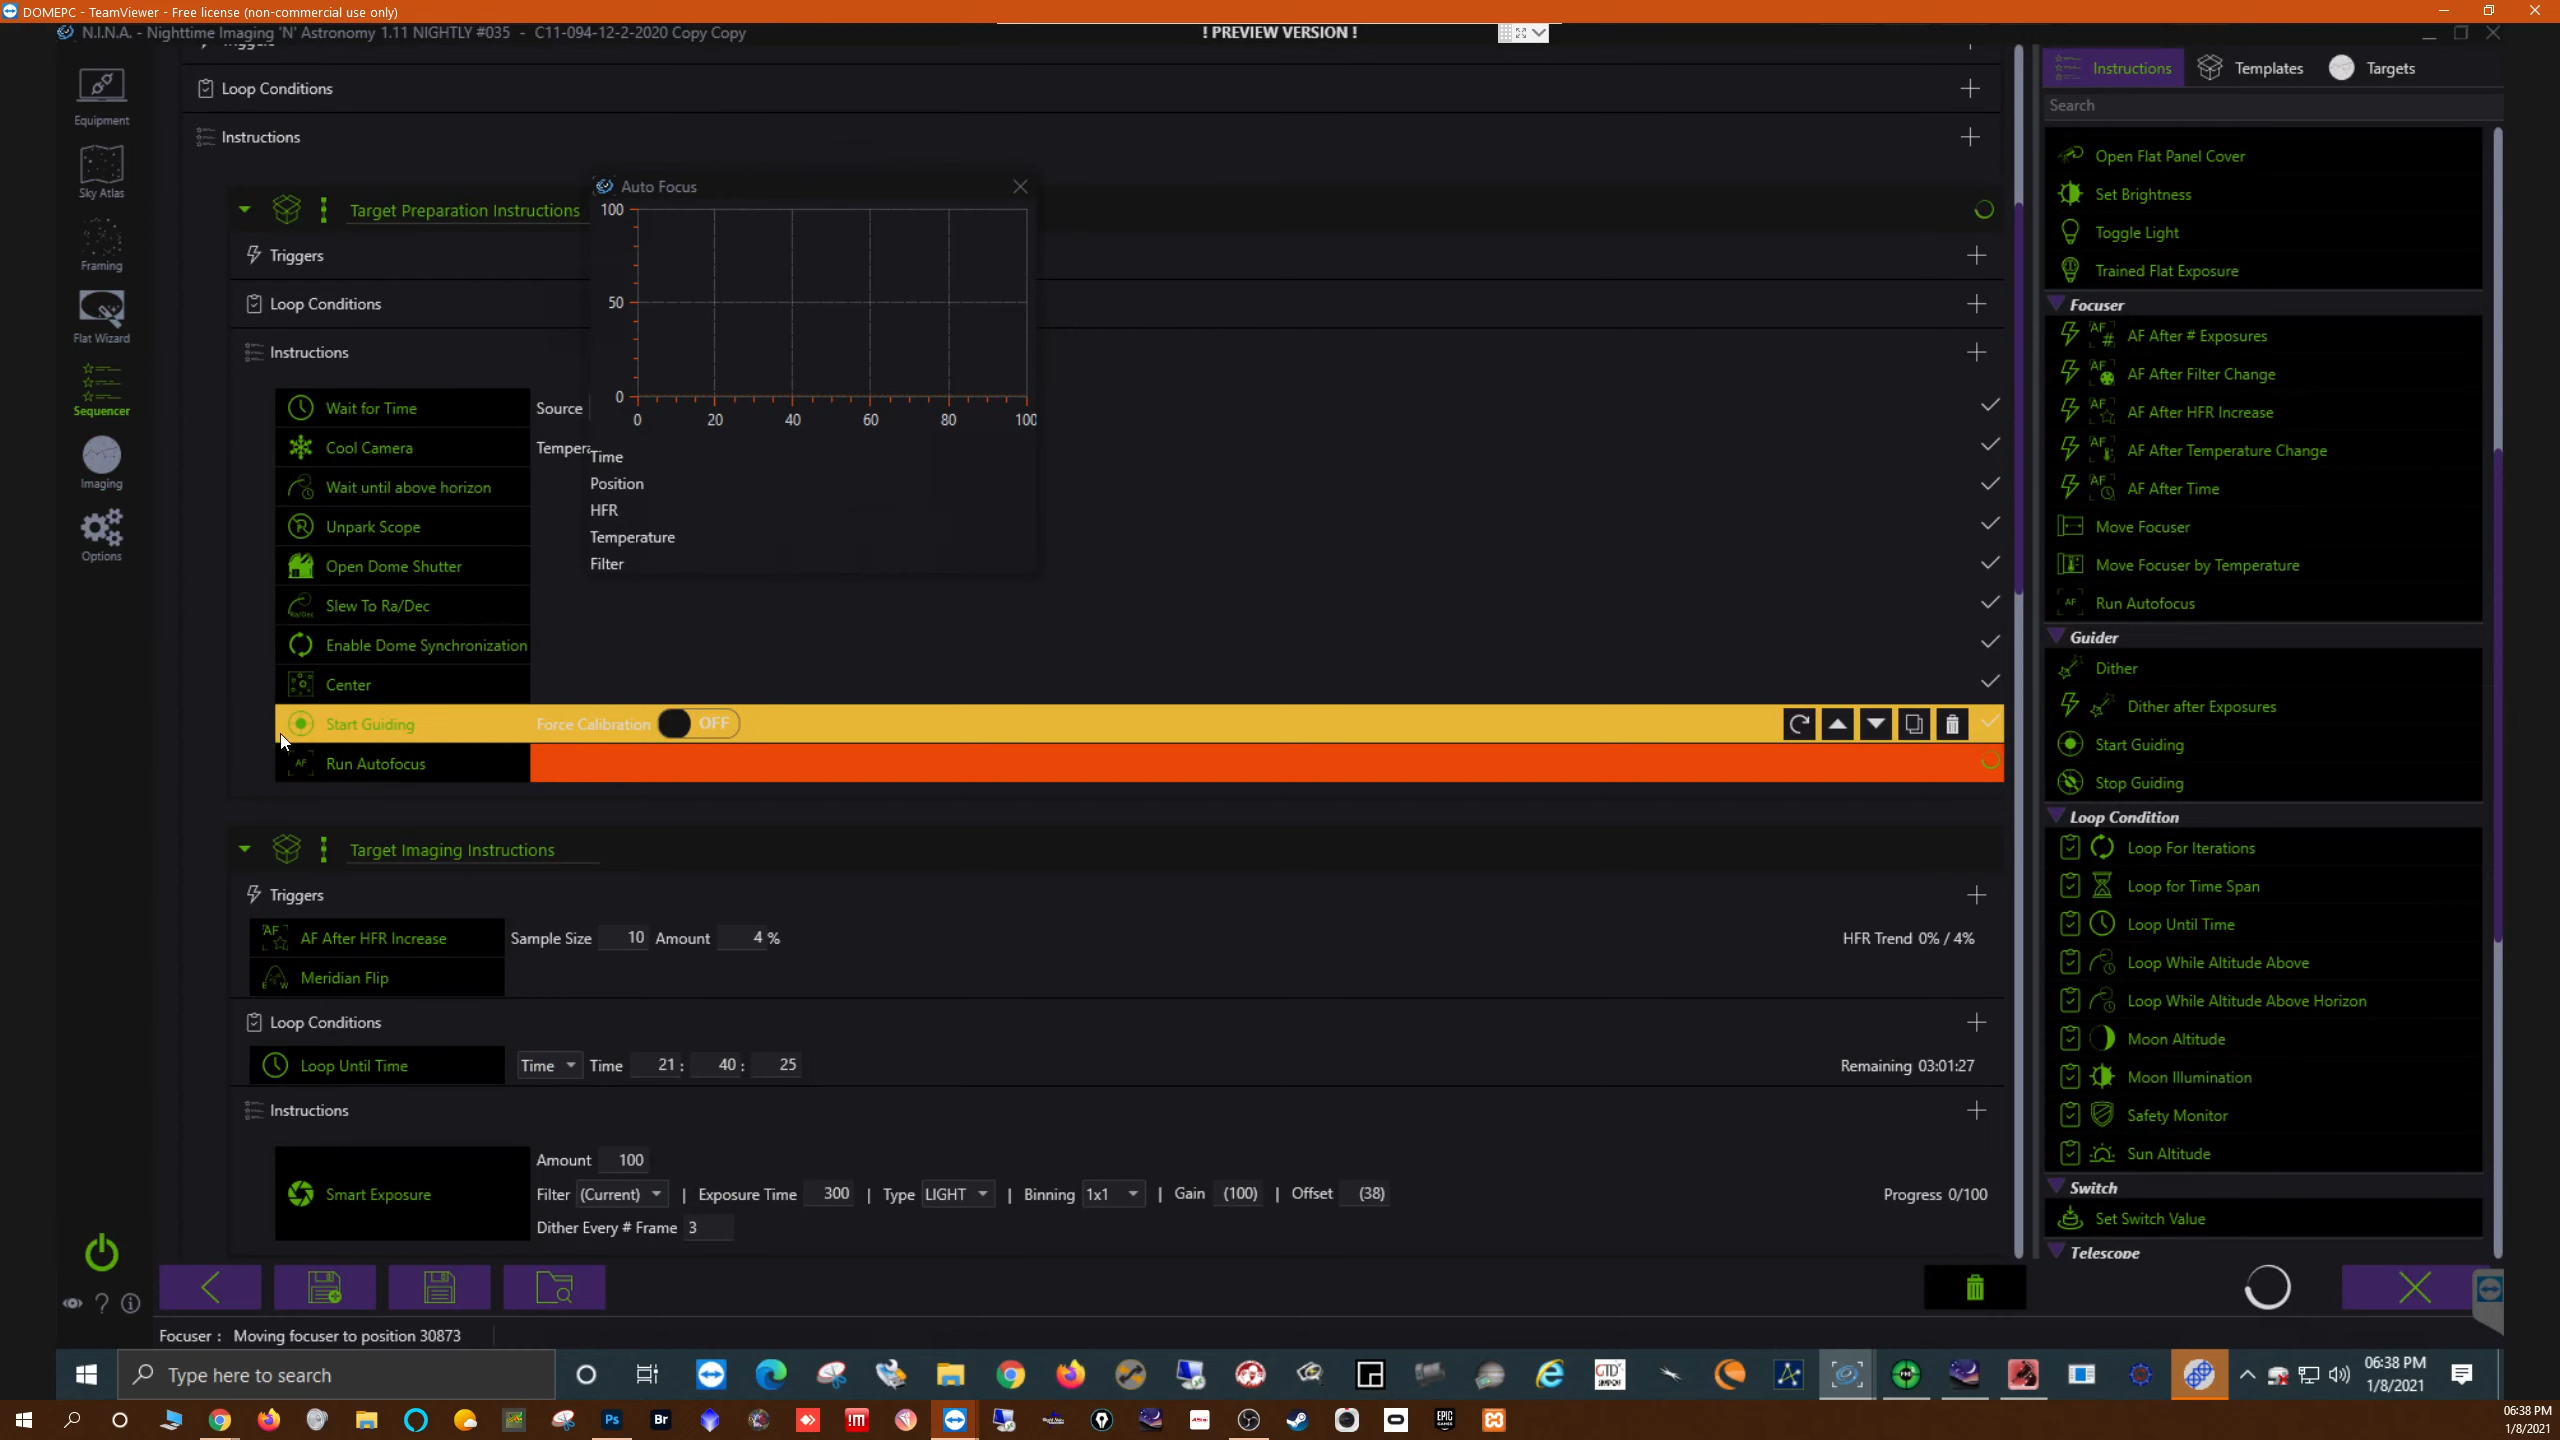 DOMEPC - TeamViewer - Free license (non-commercial use only)
N.I.N.A. - Nighttime Imaging 'N' Astronomy 1.11 NIGHTLY #035 - C11-094-12-2-2020 Copy Copy
! PREVIEW VERSION !
Equipment
Sky Atlas
Framing
Flat Wizard
Sequencer
Imaging
Options
Triggers
Loop Conditions
Instructions
Target Preparation Instructions
Triggers
Loop Conditions
Instructions
Wait for Time Source
Cool Camera
Wait until above horizon
Unpark Scope
Open Dome Shutter
Slew To Ra/Dec
Enable Dome Synchronization
Center
Start Guiding Force Calibration OFF
AF Run Autofocus
Auto Focus
100
50
0
0 20 40 60 80 100
Time
Position
HFR
Temperature
Filter
Target Imaging Instructions
Triggers
AF After HFR Increase Sample Size 10 Amount 4 % HFR Trend 0% / 4%
Meridian Flip
Loop Conditions
Loop Until Time Time Time 21 : 40 : 25 Remaining 03:01:27
Instructions
Amount 100
Smart Exposure Filter (Current) | Exposure Time 300 | Type LIGHT | Binning 1x1 | Gain (100) | Offset (38) Progress 0/100
Dither Every # Frame 3
Instructions Templates Targets
Search
Open Flat Panel Cover
Set Brightness
Toggle Light
Trained Flat Exposure
Focuser
AF # AF After # Exposures
AF AF After Filter Change
AF AF After HFR Increase
AF AF After Temperature Change
AF AF After Time
Move Focuser
Move Focuser by Temperature
AF Run Autofocus
Guider
Dither
Dither after Exposures
Start Guiding
Stop Guiding
Loop Condition
Loop For Iterations
Loop for Time Span
Loop Until Time
Loop While Altitude Above
Loop While Altitude Above Horizon
Moon Altitude
Moon Illumination
Safety Monitor
Sun Altitude
Switch
Set Switch Value
Telescope
Focuser : Moving focuser to position 30873
Type here to search
06:38 PM
1/8/2021
Ps Br
06:38 PM
1/8/2021